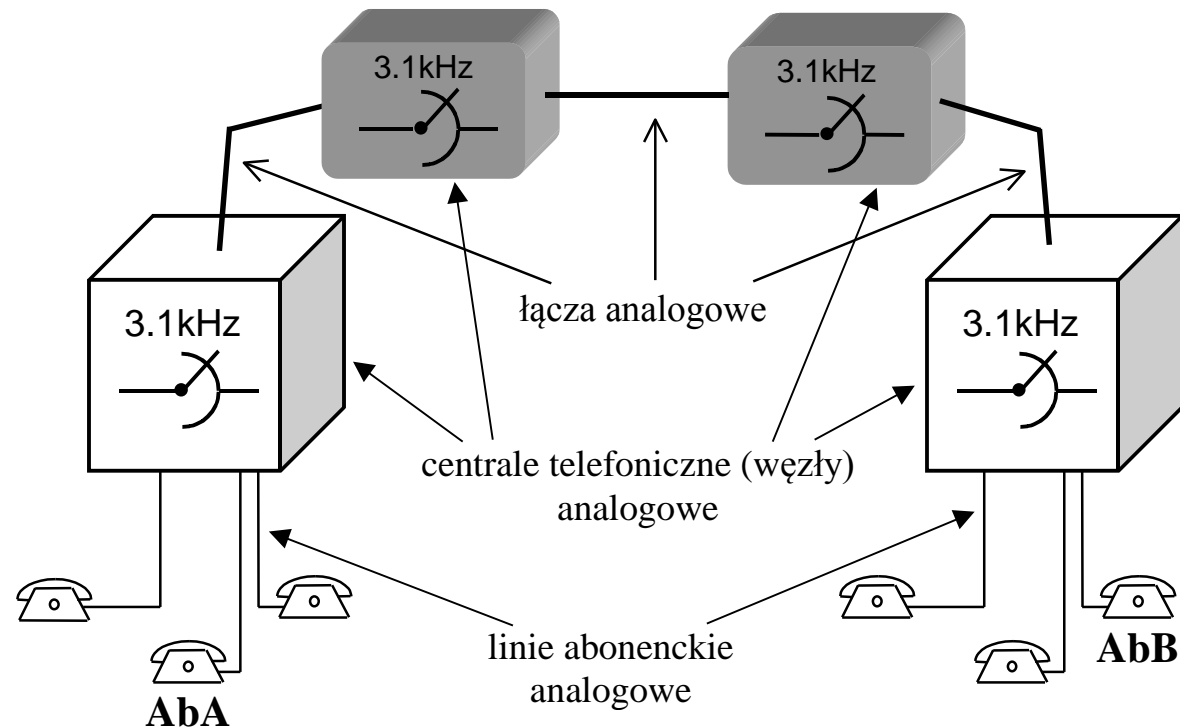 3.1kHz
3.1kHz
łącza analogowe
3.1kHz
3.1kHz
centrale telefoniczne (węzły)
analogowe
linie abonenckie
analogowe
AbA
AbB